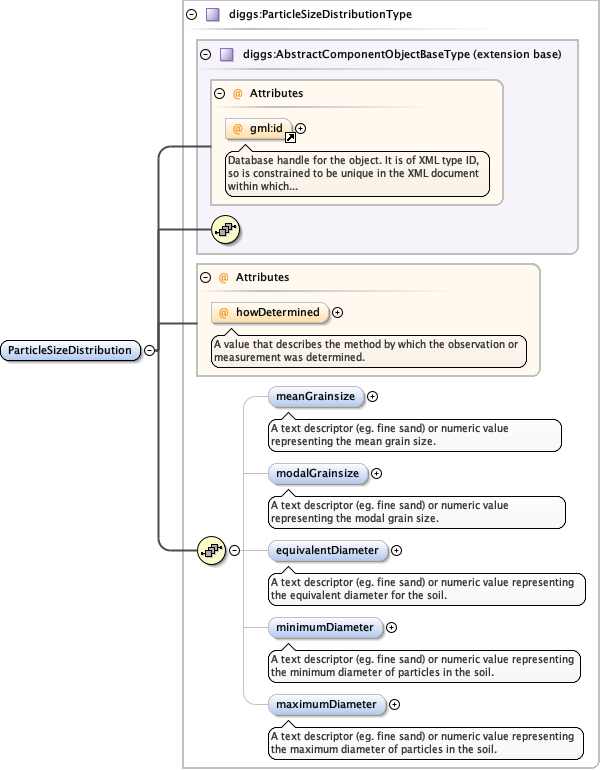 diggs:ParticleSizeDistributionType
diggs:AbstractComponentObjectBaseType (extension base)
@ Attributes
@ gml:id
Database handle for the object. It is of XML type ID,
so is constrained to be unique in the XML document
within which...
@ Attributes
@ howDetermined
A value that describes the method by which the observation or
measurement was determined.
ParticleSizeDistribution
meanGrainsize
A text descriptor (eg. fine sand) or numeric value
representing the mean grain size.
modalGrainsize
A text descriptor (eg. fine sand) or numeric value
representing the modal grain size.
equivalentDiameter
A text descriptor (eg. fine sand) or numeric value representing
the equivalent diameter for the soil.
minimumDiameter
A text descriptor (eg. fine sand) or numeric value representing
the minimum diameter of particles in the soil.
maximumDiameter
A text descriptor (eg. fine sand) or numeric value representing
the maximum diameter of particles in the soil.